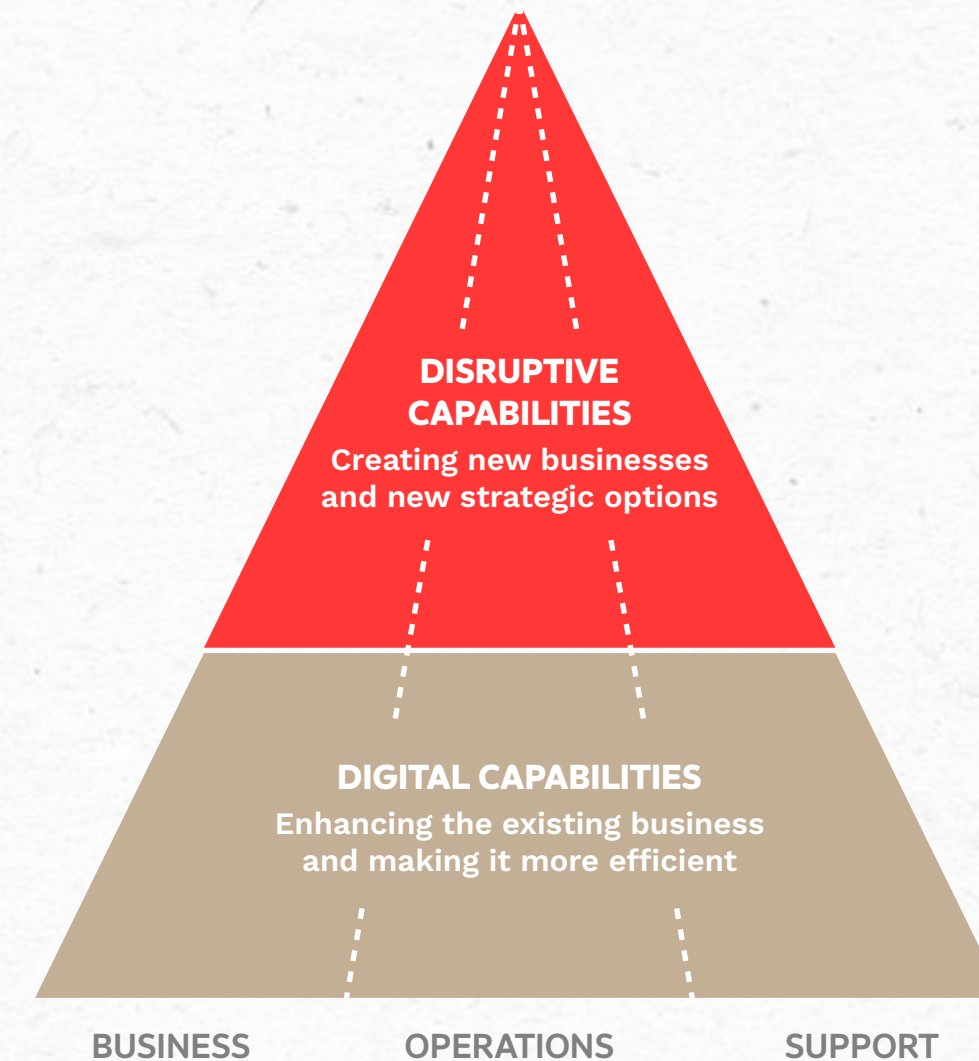 DISRUPTIVE
CAPABILITIES
Creating new businesses
and new strategic options
DIGITAL CAPABILITIES
Enhancing the existing business
and making it more efficient
BUSINESS OPERATIONS SUPPORT